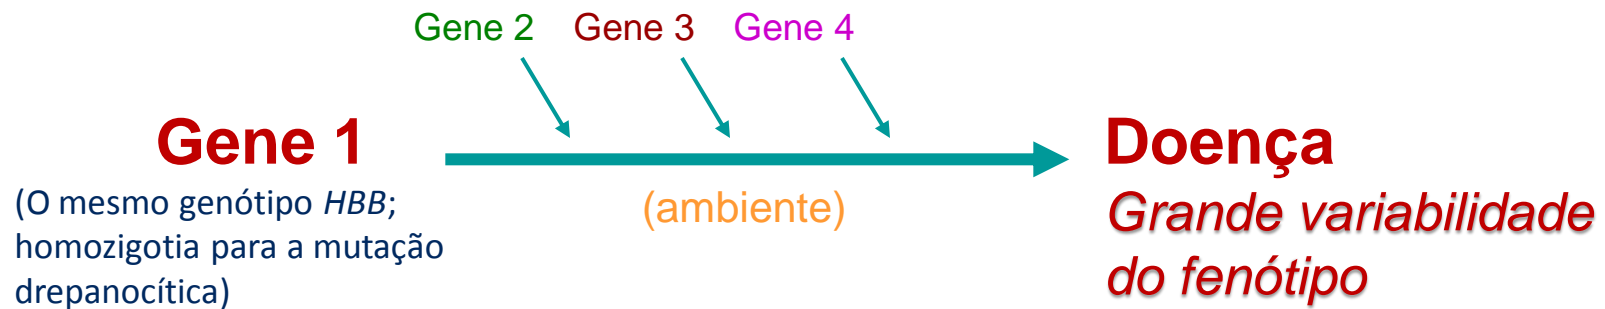 Gene 2 Gene 3 Gene 4
Gene 1
(O mesmo genótipo HBB;
homozigotia para a mutação
drepanocítica)
(ambiente)
Doença
Grande variabilidade
do fenótipo